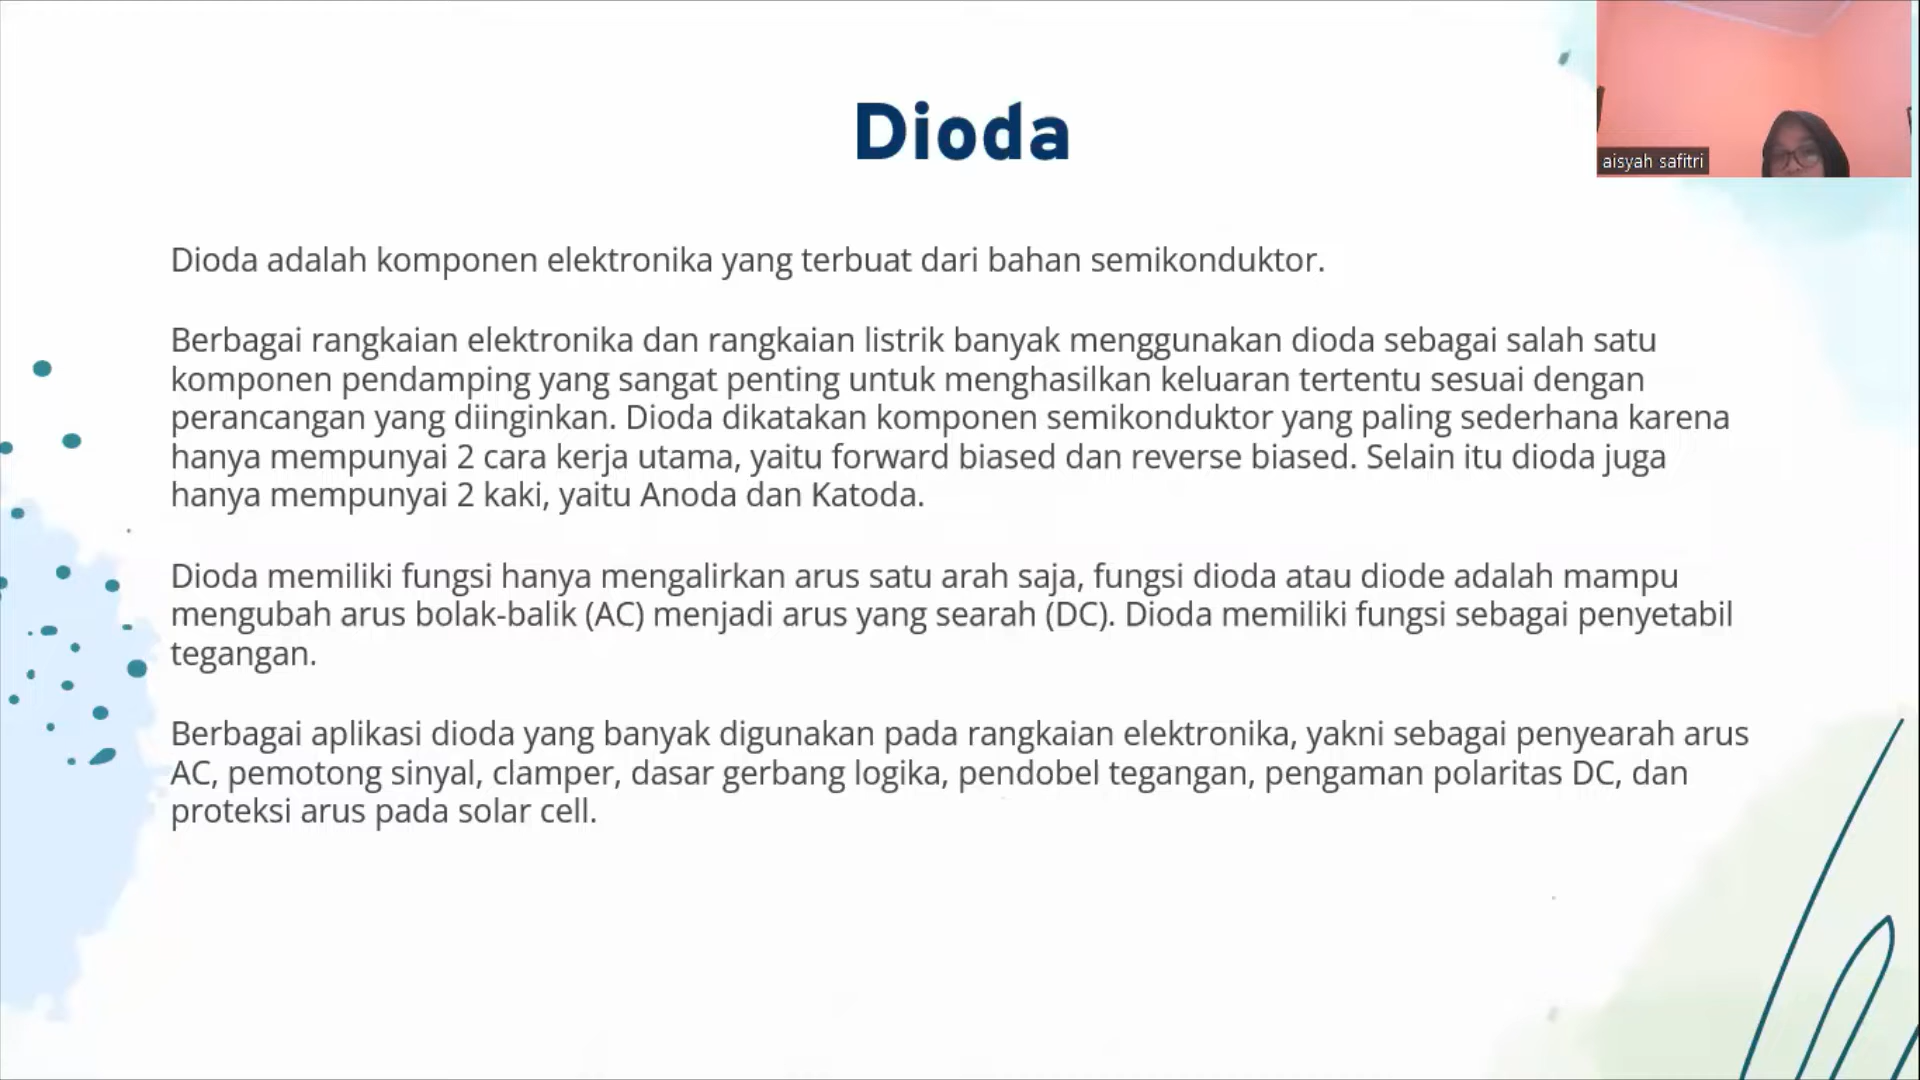 Dioda
aisyah safitri
Dioda adalah komponen elektronika yang terbuat dari bahan semikonduktor.
Berbagai rangkaian elektronika dan rangkaian listrik banyak menggunakan dioda sebagai salah satu
komponen pendamping yang sangat penting untuk menghasilkan keluaran tertentu sesuai dengan
perancangan yang diinginkan. Dioda dikatakan komponen semikonduktor yang paling sederhana karena
hanya mempunyai 2 cara kerja utama, yaitu forward biased dan reverse biased. Selain itu dioda juga
hanya mempunyai 2 kaki, yaitu Anoda dan Katoda.
Dioda memiliki fungsi hanya mengalirkan arus satu arah saja, fungsi dioda atau diode adalah mampu
mengubah arus bolak-balik (AC) menjadi arus yang searah (DC). Dioda memiliki fungsi sebagai penyetabil
tegangan.
Berbagai aplikasi dioda yang banyak digunakan pada rangkaian elektronika, yakni sebagai penyearah arus
AC, pemotong sinyal, clamper, dasar gerbang logika, pendobel tegangan, pengaman polaritas DC, dan
proteksi arus pada solar cell.